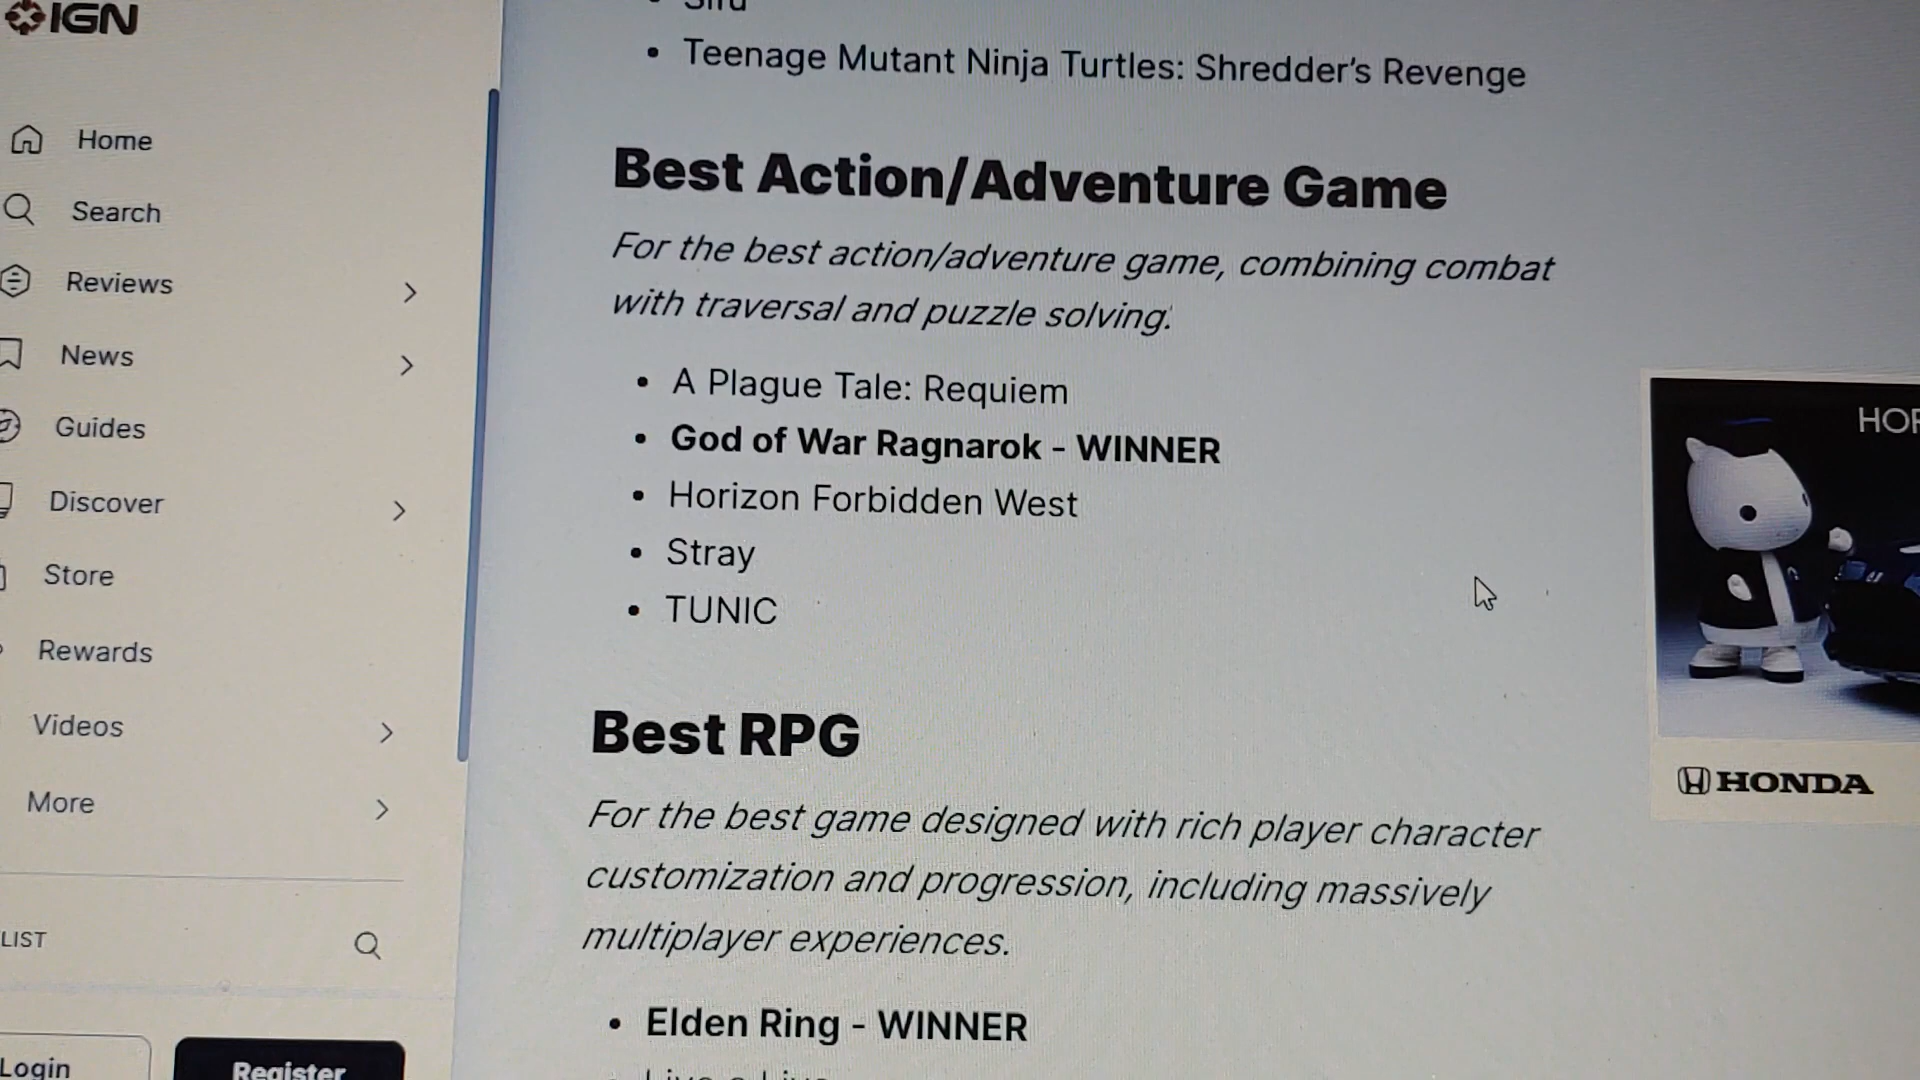 IGN
Home
Search
Reviews
News
Guides
Discover
Store
Rewards
Videos
More
LIST
Login
Register
Teenage Mutant Ninja Turtles: Shredder's Revenge
Best Action/Adventure Game
For the best action/adventure game, combining combat
with traversal and puzzle solving.
• A Plague Tale: Requiem
• God of War Ragnarok - WINNER
• Horizon Forbidden West
• Stray
• TUNIC
Best RPG
For the best game designed with rich player character
customization and progression, including massively
multiplayer experiences.
• Elden Ring - WINNER
HONDA